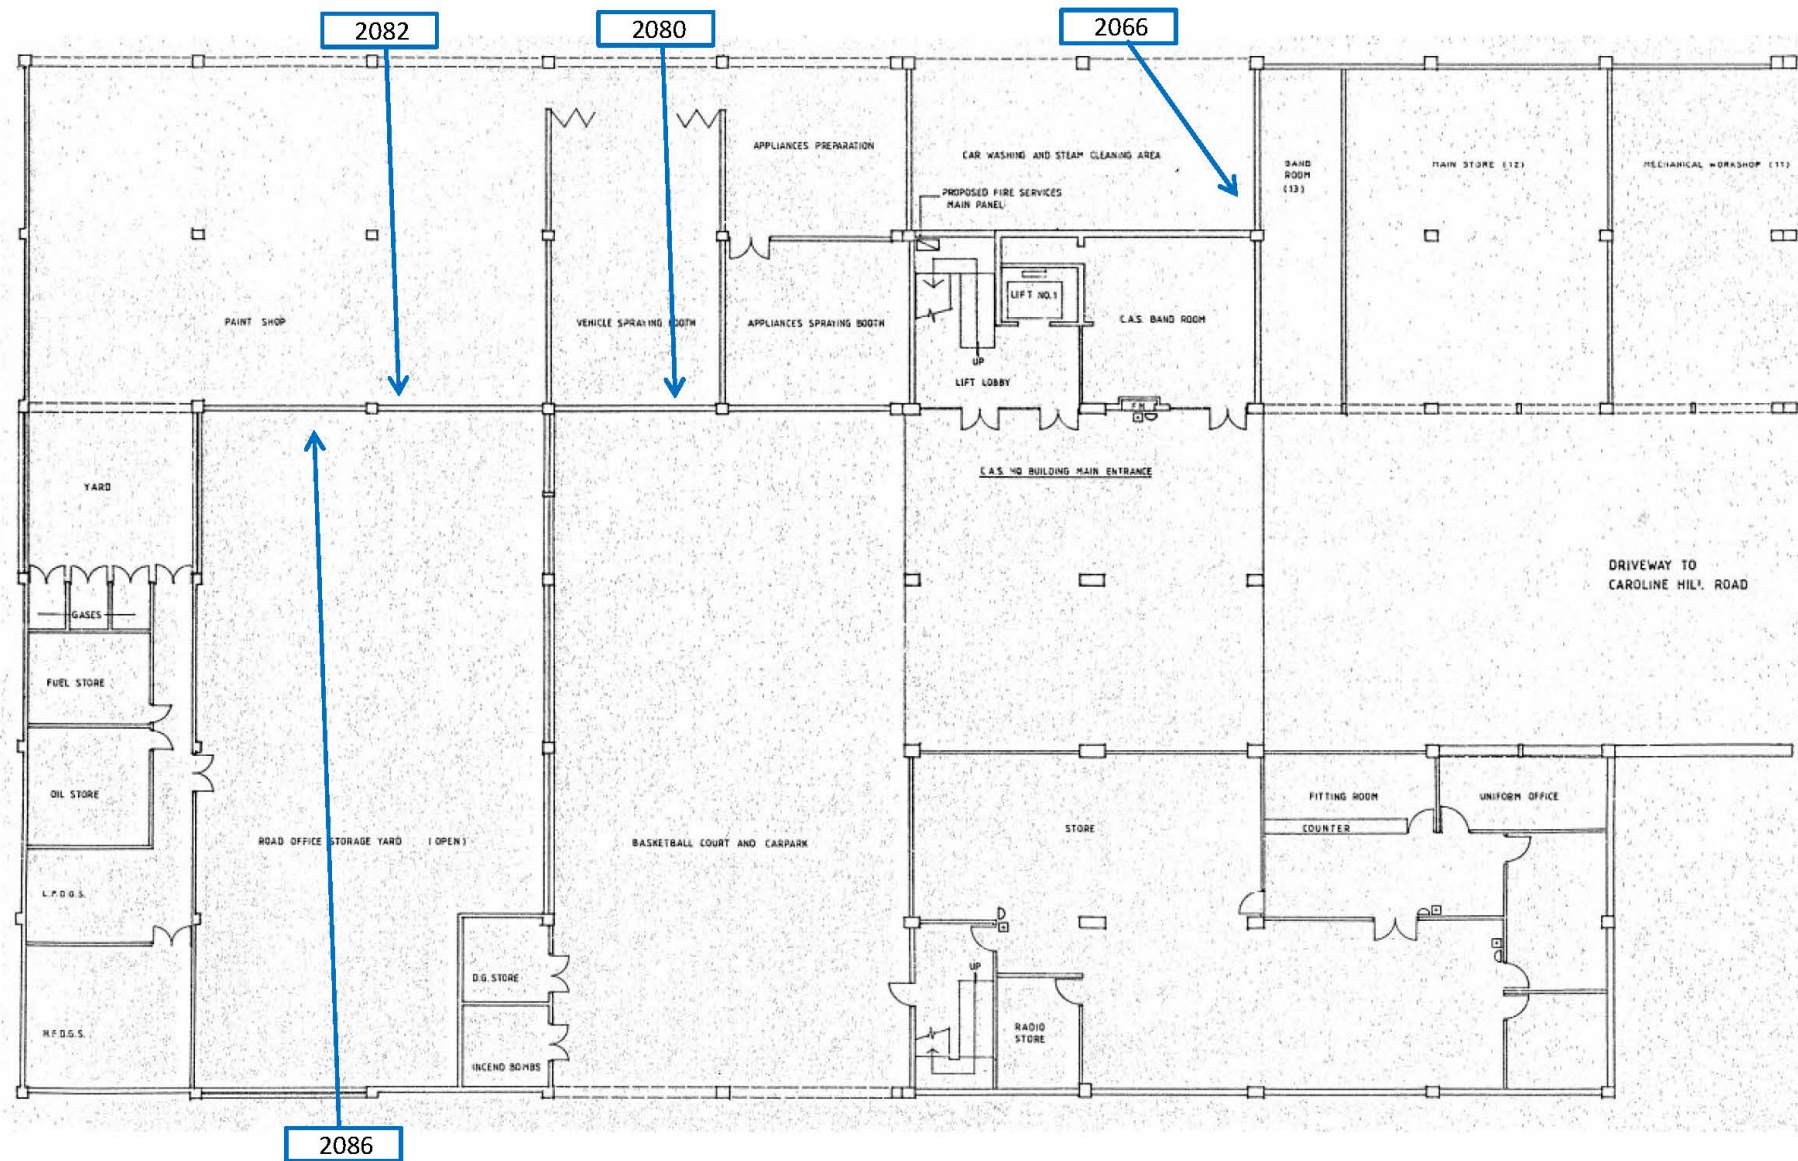 2082
2080
2066
APPLIANCES PREPARATION
CAR WASHING AND STEAM CLEANING AREA
BAND
ROOM
(13)
MAIN STORE (12)
MECHANICAL WORKSHOP (11)
PROPOSED FIRE SERVICES
MAIN PANEL
LIFT NO.1
PAINT SHOP
VEHICLE SPRAYING BOOTH
APPLIANCES SPRAYING BOOTH
C.A.S. BAND ROOM
UP
LIFT LOBBY
F.H.
YARD
C.A.S. HQ BUILDING MAIN ENTRANCE
DRIVEWAY TO
CAROLINE HILL ROAD
GASES
FUEL STORE
OIL STORE
FITTING ROOM
UNIFORM OFFICE
STORE
COUNTER
ROAD OFFICE STORAGE YARD (OPEN)
BASKETBALL COURT AND CARPARK
L.F.D.G.S.
D.G. STORE
UP
H.F.D.G.S.
RADIO
STORE
INCEND BOMBS
2086